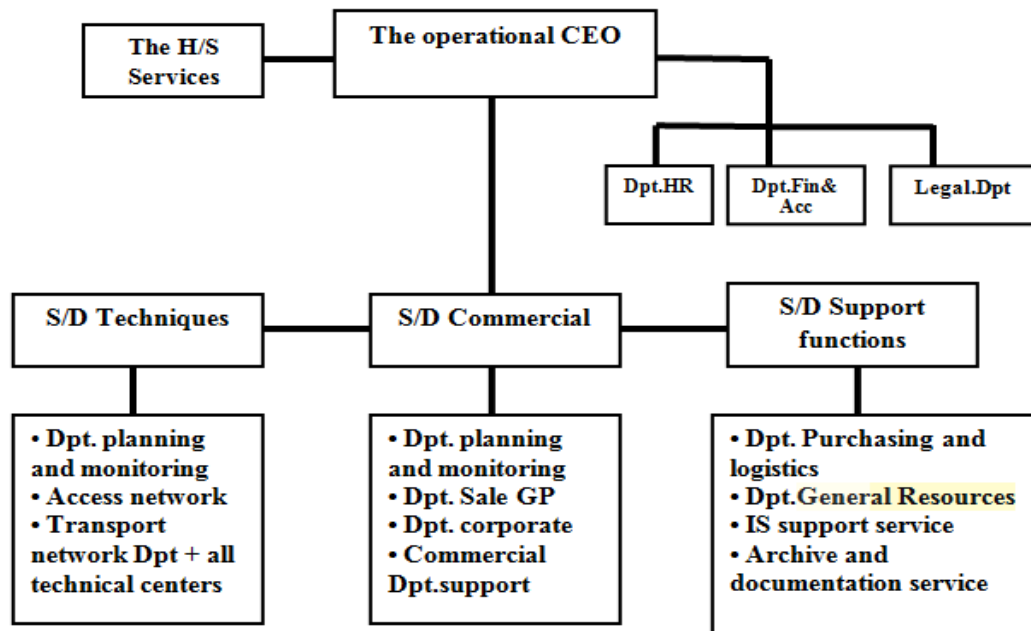 The operational CEO
The H/S
Services
Dpt.HR
Dpt.Fin&
Acc
Legal.Dpt
S/D Techniques
S/D Commercial
S/D Support
functions
• Dpt. planning
and monitoring
• Access network
• Transport
network Dpt + all
technical centers
• Dpt. planning
and monitoring
• Dpt. Sale GP
• Dpt. corporate
• Commercial
Dpt.support
• Dpt. Purchasing and
logistics
• Dpt.General Resources
• IS support service
• Archive and
documentation service